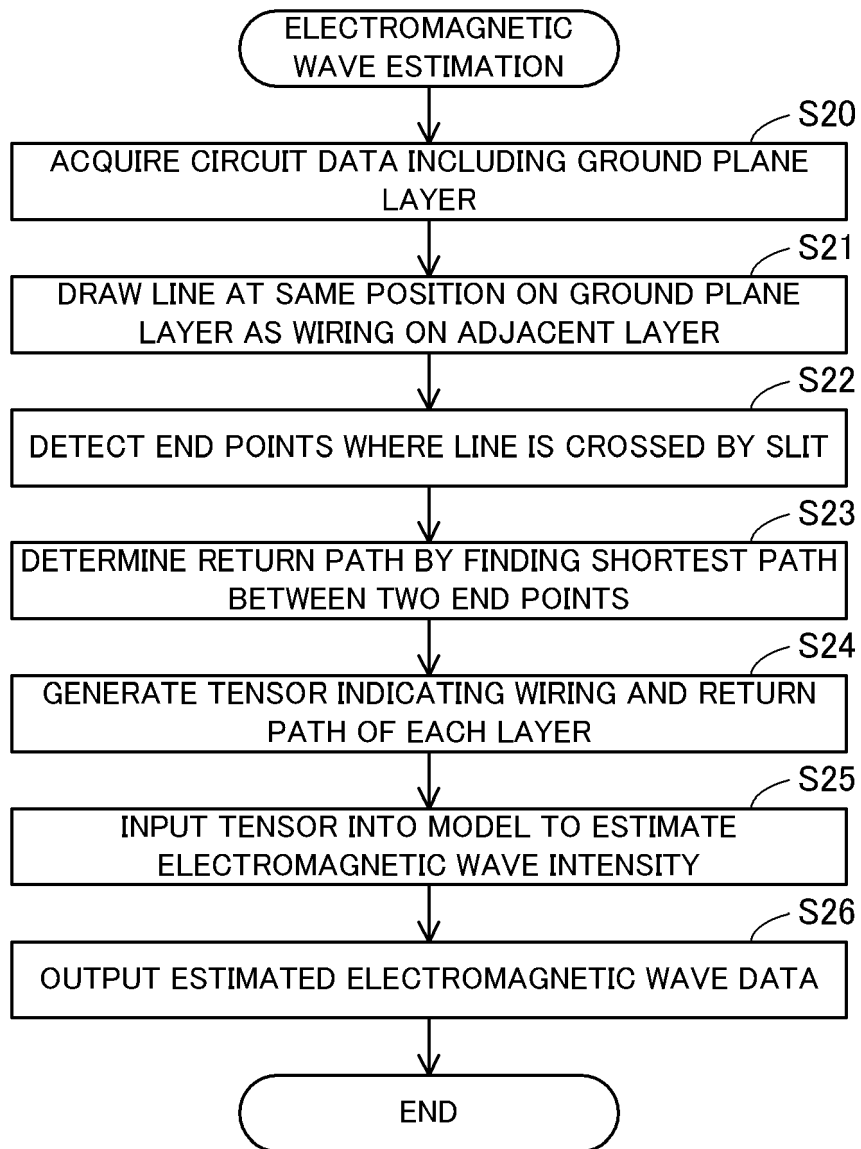 ELECTROMAGNETIC
WAVE ESTIMATION
S20
ACQUIRE CIRCUIT DATA INCLUDING GROUND PLANE
LAYER
S21
DRAW LINE AT SAME POSITION ON GROUND PLANE
LAYER AS WIRING ON ADJACENT LAYER
S22
DETECT END POINTS WHERE LINE IS CROSSED BY SLIT
S23
DETERMINE RETURN PATH BY FINDING SHORTEST PATH
BETWEEN TWO END POINTS
S24
GENERATE TENSOR INDICATING WIRING AND RETURN
PATH OF EACH LAYER
S25
INPUT TENSOR INTO MODEL TO ESTIMATE
ELECTROMAGNETIC WAVE INTENSITY
S26
OUTPUT ESTIMATED ELECTROMAGNETIC WAVE DATA
END